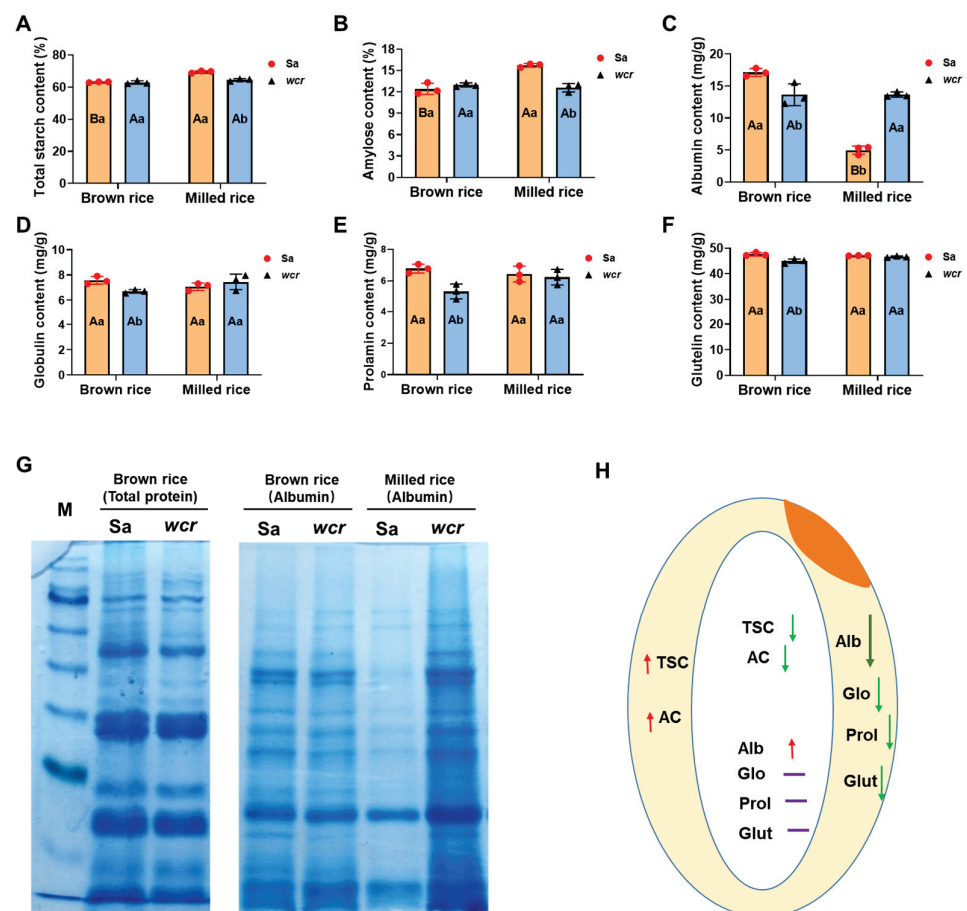 A
Total starch content (%)
80
60
40
20
0
Ba
Aa
Aa
Ab
Brown rice
Milled rice
Sa
wcr
B
Amylose content (%)
18
15
12
9
6
3
0
Ba
Aa
Aa
Ab
Brown rice
Milled rice
Sa
wcr
C
Albumin content (mg/g)
20
15
10
5
0
Aa
Ab
Bb
Aa
Brown rice
Milled rice
Sa
wcr
D
Globulin content (mg/g)
10
8
6
4
2
0
Aa
Ab
Aa
Aa
Brown rice
Milled rice
Sa
wcr
E
Prolamin content (mg/g)
8
6
4
2
0
Aa
Ab
Aa
Aa
Brown rice
Milled rice
Sa
wcr
F
Glutelin content (mg/g)
50
40
30
20
10
0
Aa
Ab
Aa
Aa
Brown rice
Milled rice
Sa
wcr
G
M
Brown rice
(Total protein)
Sa wcr
Brown rice
(Albumin)
Sa wcr
Milled rice
(Albumin)
Sa wcr
H
TSC
AC
TSC
AC
Alb
Glo
Prol
Glut
Alb
Glo
Prol
Glut